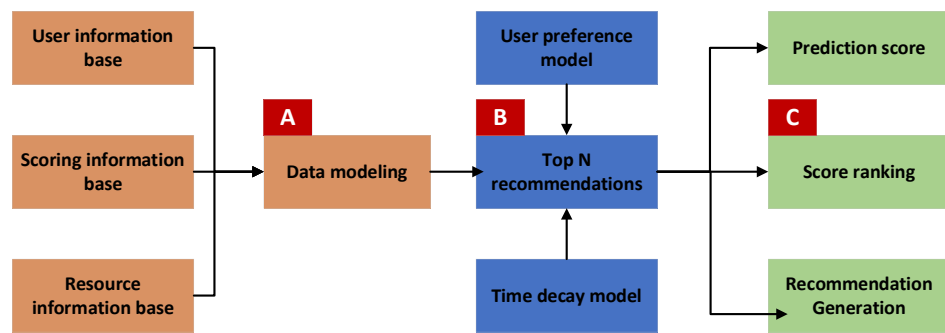 User information
base
Scoring information
base
Resource
information base
A
Data modeling
User preference
model
B
Top N
recommendations
Time decay model
Prediction score
C
Score ranking
Recommendation
Generation